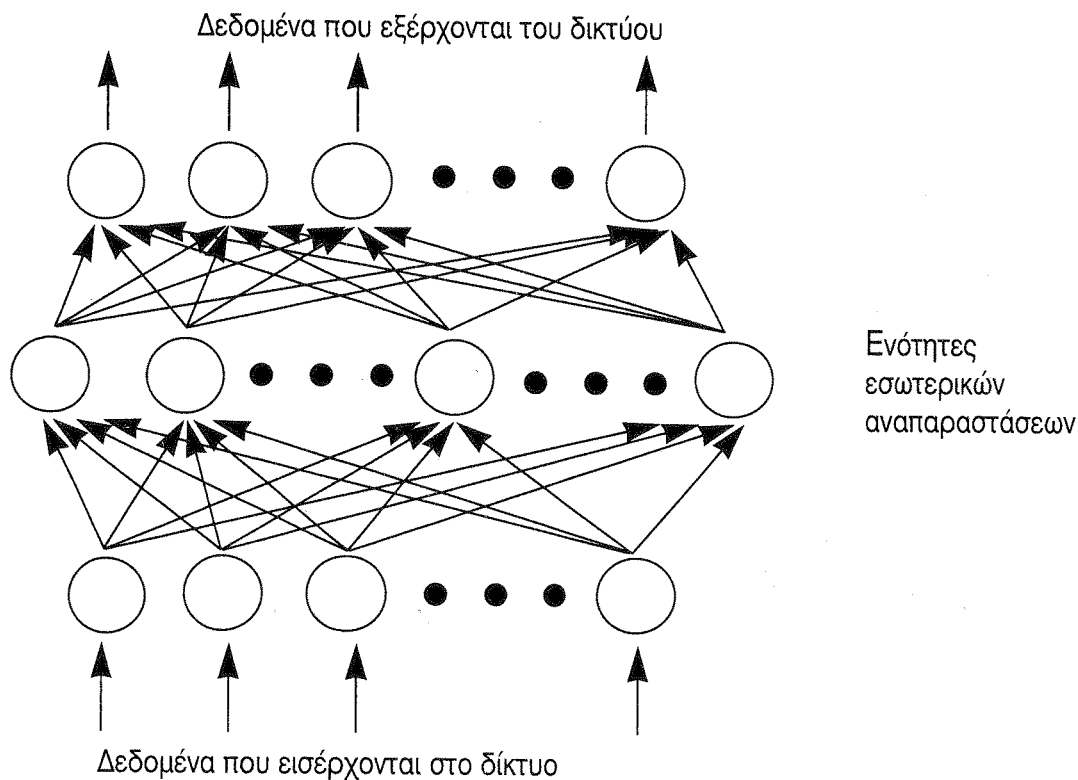 Δεδομένα που εξέρχονται του δικτύου
Ενότητες
εσωτερικών
αναπαραστάσεων
Δεδομένα που εισέρχονται στο δίκτυο